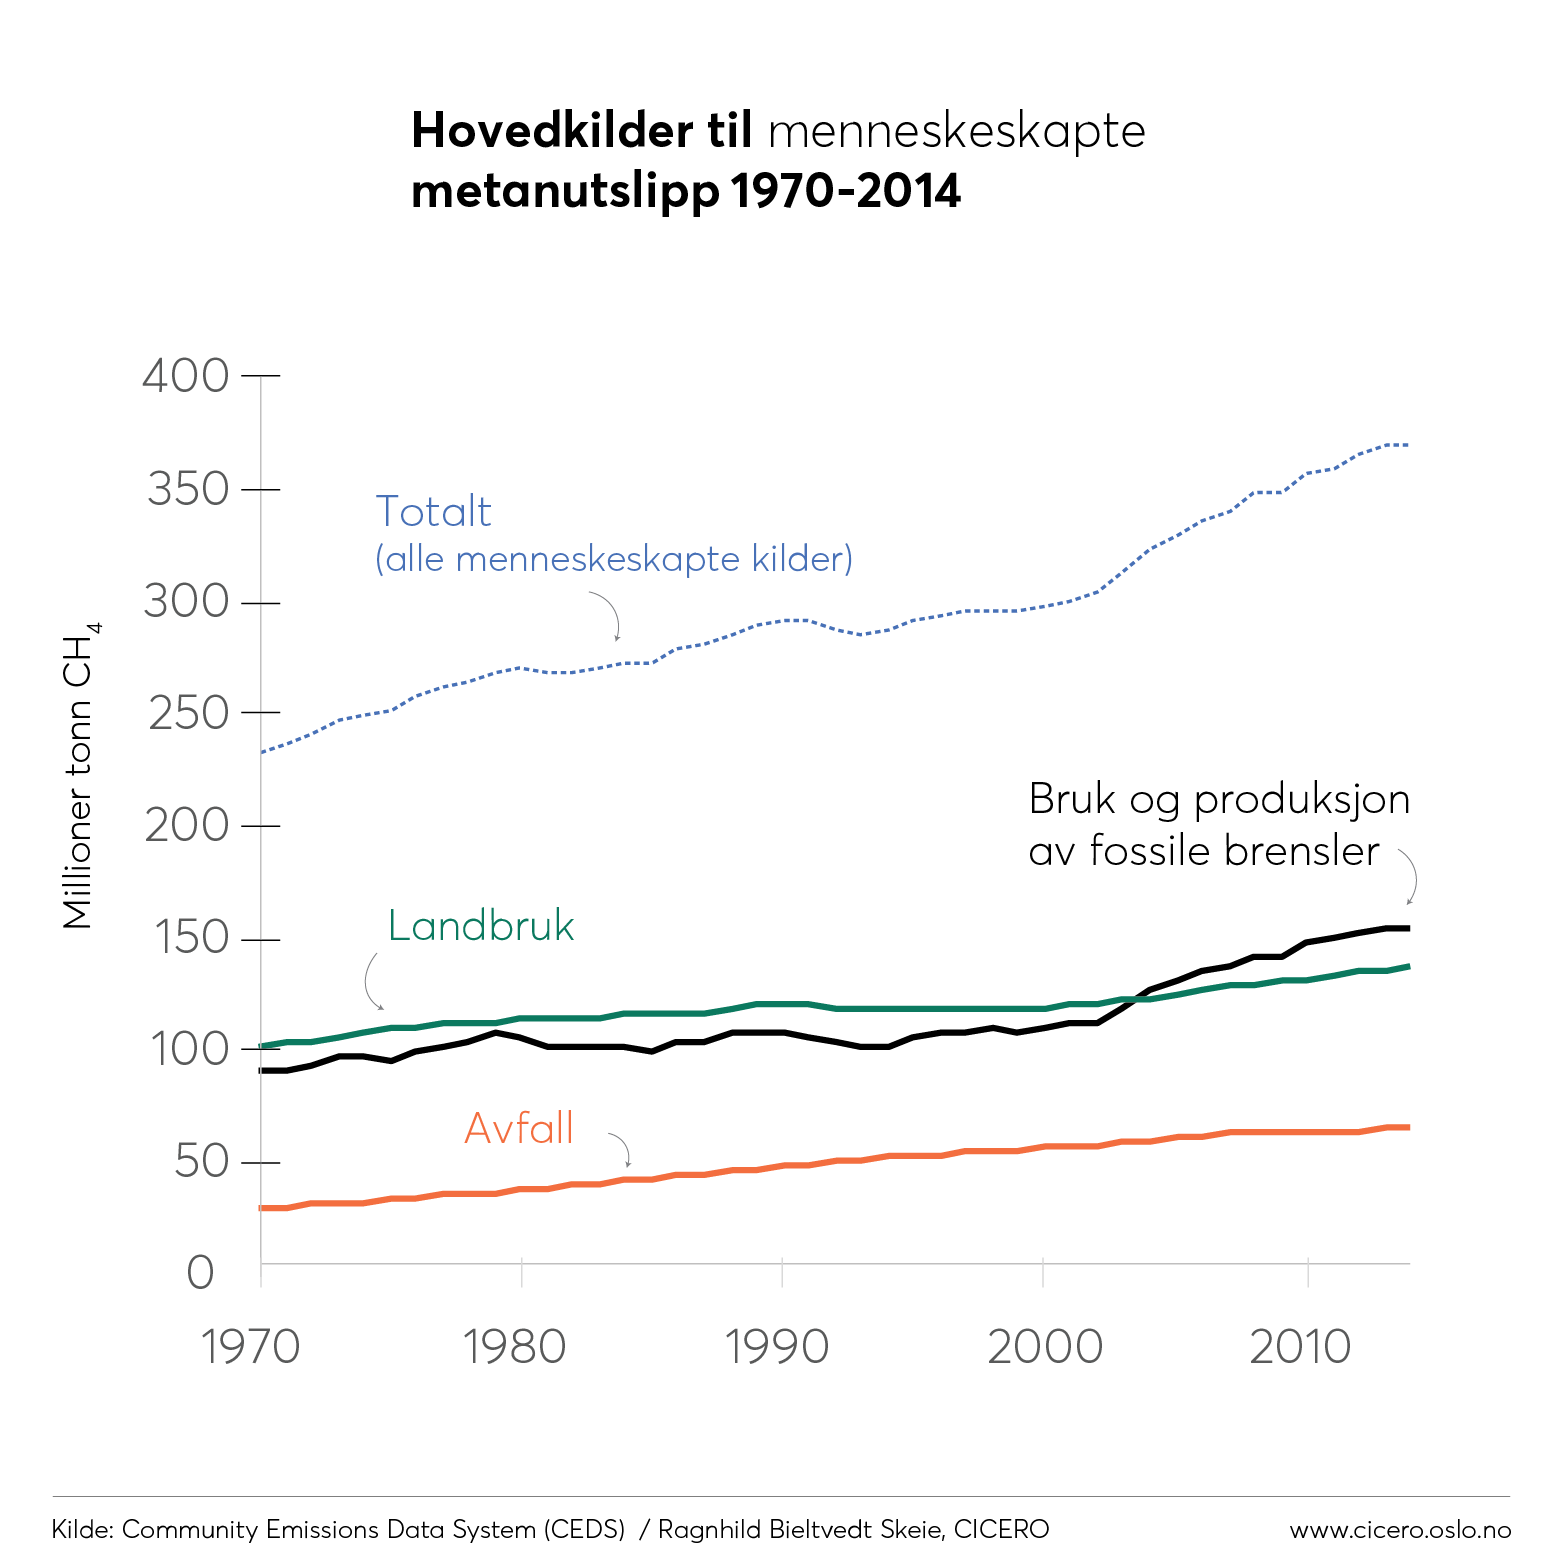 Hovedkilder til menneskeskapte
metanutslipp 1970-2014
Millioner tonn CH₄
400
350
300
250
200
150
100
50
0
Totalt
(alle menneskeskapte kilder)
Bruk og produksjon
av fossile brensler
Landbruk
Avfall
1970 1980 1990 2000 2010
Kilde: Community Emissions Data System (CEDS) / Ragnhild Bieltvedt Skeie, CICERO
www.cicero.oslo.no